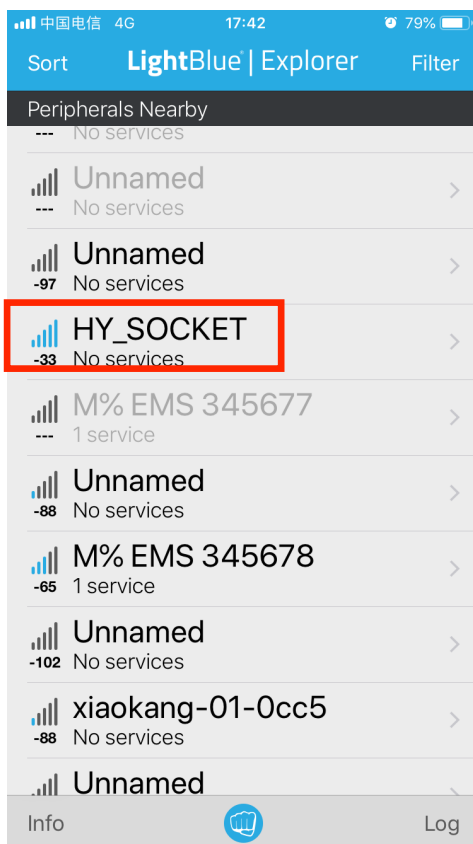 中国电信 4G 17:42 79%
Sort LightBlue | Explorer Filter
Peripherals Nearby
--- No services
Unnamed
--- No services
Unnamed
-97 No services
HY_SOCKET
-33 No services
M% EMS 345677
--- 1 service
Unnamed
-88 No services
M% EMS 345678
-65 1 service
Unnamed
-102 No services
xiaokang-01-0cc5
-88 No services
Unnamed
Info Log